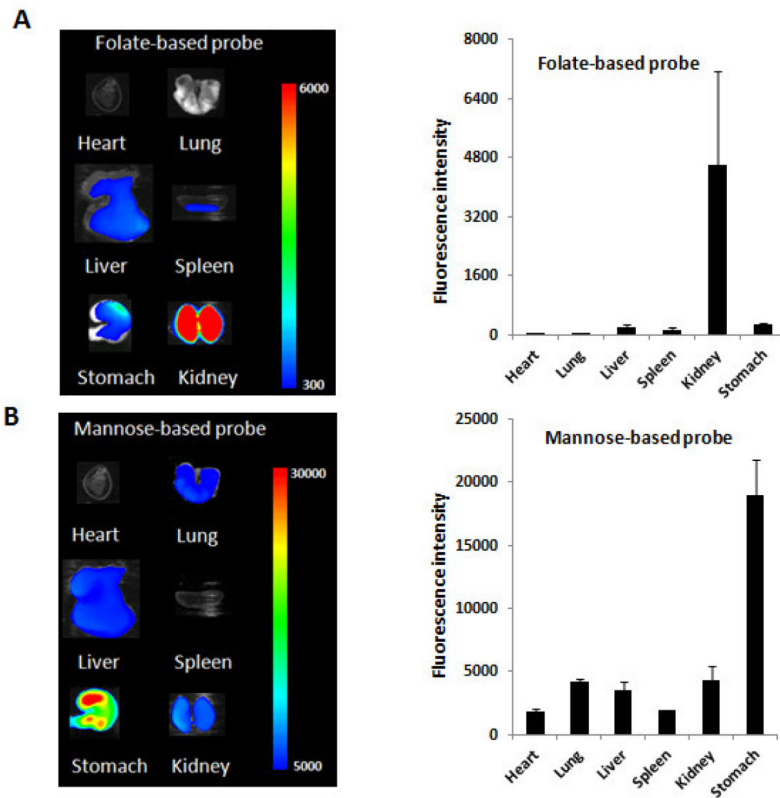 A
Folate-based probe
Heart Lung
Liver Spleen
Stomach Kidney
6000
300
Fluorescence intensity
8000
6400
4800
3200
1600
0
Folate-based probe
Heart Lung Liver Spleen Kidney Stomach
B
Mannose-based probe
Heart Lung
Liver Spleen
Stomach Kidney
30000
5000
Fluorescence intensity
25000
20000
15000
10000
5000
0
Mannose-based probe
Heart Lung Liver Spleen Kidney Stomach